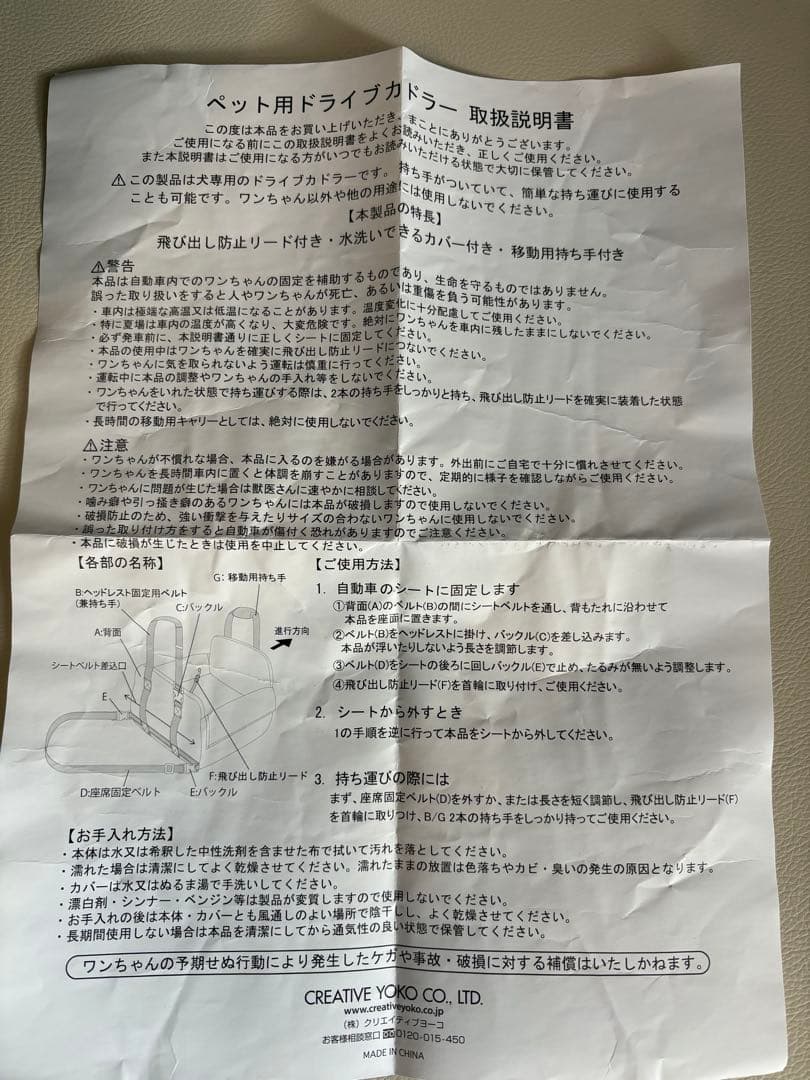 ペット用ドライブカドラー 取扱説明書
この度は本品をお買い上げいただき、まことにありがとうございます。
ご使用になる前にこの取扱説明書をよくお読みいただき、正しくご使用ください。
また本説明書はご使用になる方がいつでもお読みいただける状態で大切に保管してください。
⚠この製品は犬専用のドライブカドラーです。持ち手がついていて、簡単な持ち運びに使用する
ことも可能です。ワンちゃん以外や他の用途には使用しないでください。
【本製品の特長】
飛び出し防止リード付き・水洗いできるカバー付き・移動用持ち手付き
⚠警告
本品は自動車内でのワンちゃんの固定を補助するものであり、生命を守るものではありません。
誤った取り扱いをすると人やワンちゃんが死亡、あるいは重傷を負う可能性があります。
・車内は極端な高温又は低温になることがあります。温度変化に十分配慮してご使用ください。
・特に夏場は車内の温度が高くなり、大変危険です。絶対にワンちゃんを車内に残したままにしないでください。
・必ず発車前に、本説明書通りに正しくシートに固定してください。
・本品の使用中はワンちゃんを確実に飛び出し防止リードにつないでください。
・ワンちゃんに気を取られないよう運転は慎重に行ってください。
・運転中に本品の調整やワンちゃんの手入れ等をしないでください。
・ワンちゃんをいれた状態で持ち運びする際は、2本の持ち手をしっかりと持ち、飛び出し防止リードを確実に装着した状態
で行ってください。
・長時間の移動用キャリーとしては、絶対に使用しないでください。
⚠注意
・ワンちゃんが不慣れな場合、本品に入るのを嫌がる場合があります。外出前にご自宅で十分に慣れさせてください。
・ワンちゃんを長時間車内に置くと体調を崩すことがありますので、定期的に様子を確認しながらご使用ください。
・ワンちゃんに問題が生じた場合は獣医さんに速やかに相談してください。
・噛み癖や引っ掻き癖のあるワンちゃんには本品が破損しますので使用しないでください。
・破損防止のため、強い衝撃を与えたりサイズの合わないワンちゃんに使用しないでください。
・誤った取り付け方をすると自動車が傷付く恐れがありますのでご注意ください。
・本品に破損が生じたときは使用を中止してください。
【各部の名称】
G：移動用持ち手
B:ヘッドレスト固定用ベルト
(兼持ち手)
C:バックル
A:背面
進行方向
シートベルト差込口
E
F:飛び出し防止リード
D:座席固定ベルト
E:バックル
【ご使用方法】
1. 自動車のシートに固定します
①背面(A)のベルト(B)の間にシートベルトを通し、背もたれに沿わせて
本品を座面に置きます。
②ベルト(B)をヘッドレストに掛け、バックル(C)を差し込みます。
本品が浮いたりしないよう長さを調節します。
③ベルト(D)をシートの後ろに回しバックル(E)で止め、たるみが無いよう調整します。
④飛び出し防止リード(F)を首輪に取り付け、ご使用ください。
2. シートから外すとき
1の手順を逆に行って本品をシートから外してください。
3. 持ち運びの際には
まず、座席固定ベルト(D)を外すか、または長さを短く調節し、飛び出し防止リード(F)
を首輪に取りつけ、B/G 2本の持ち手をしっかり持ってご使用ください。
【お手入れ方法】
・本体は水又は希釈した中性洗剤を含ませた布で拭いて汚れを落としてください。
・濡れた場合は清潔にしてよく乾燥させてください。濡れたままの放置は色落ちやカビ・臭いの発生の原因となります。
・カバーは水又はぬるま湯で手洗いしてください。
・漂白剤・シンナー・ベンジン等は製品が変質しますので使用しないでください。
・お手入れの後は本体・カバーとも風通しのよい場所で陰干しし、よく乾燥させてください。
・長期間使用しない場合は本品を清潔にしてから通気性の良い状態で保管してください。
ワンちゃんの予期せぬ行動により発生したケガや事故・破損に対する補償はいたしかねます。
CREATIVE YOKO CO., LTD.
www.creativeyoko.co.jp
（株）クリエイティブヨーコ
お客様相談窓口 0120-015-450
MADE IN CHINA